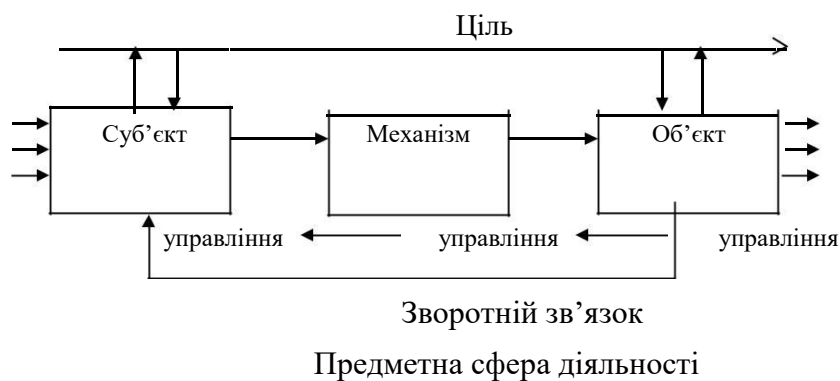 Ціль
Суб’єкт Механізм Об’єкт
управління управління управління
Зворотній зв’язок
Предметна сфера діяльності